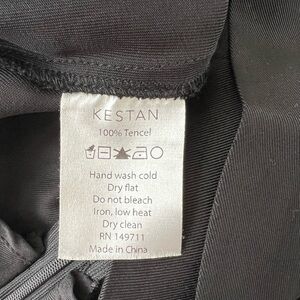 KESTAN
100% Tencel
Hand wash cold
Dry flat
Do not bleach
Iron, low heat
Dry clean
RN 149711
Made in China